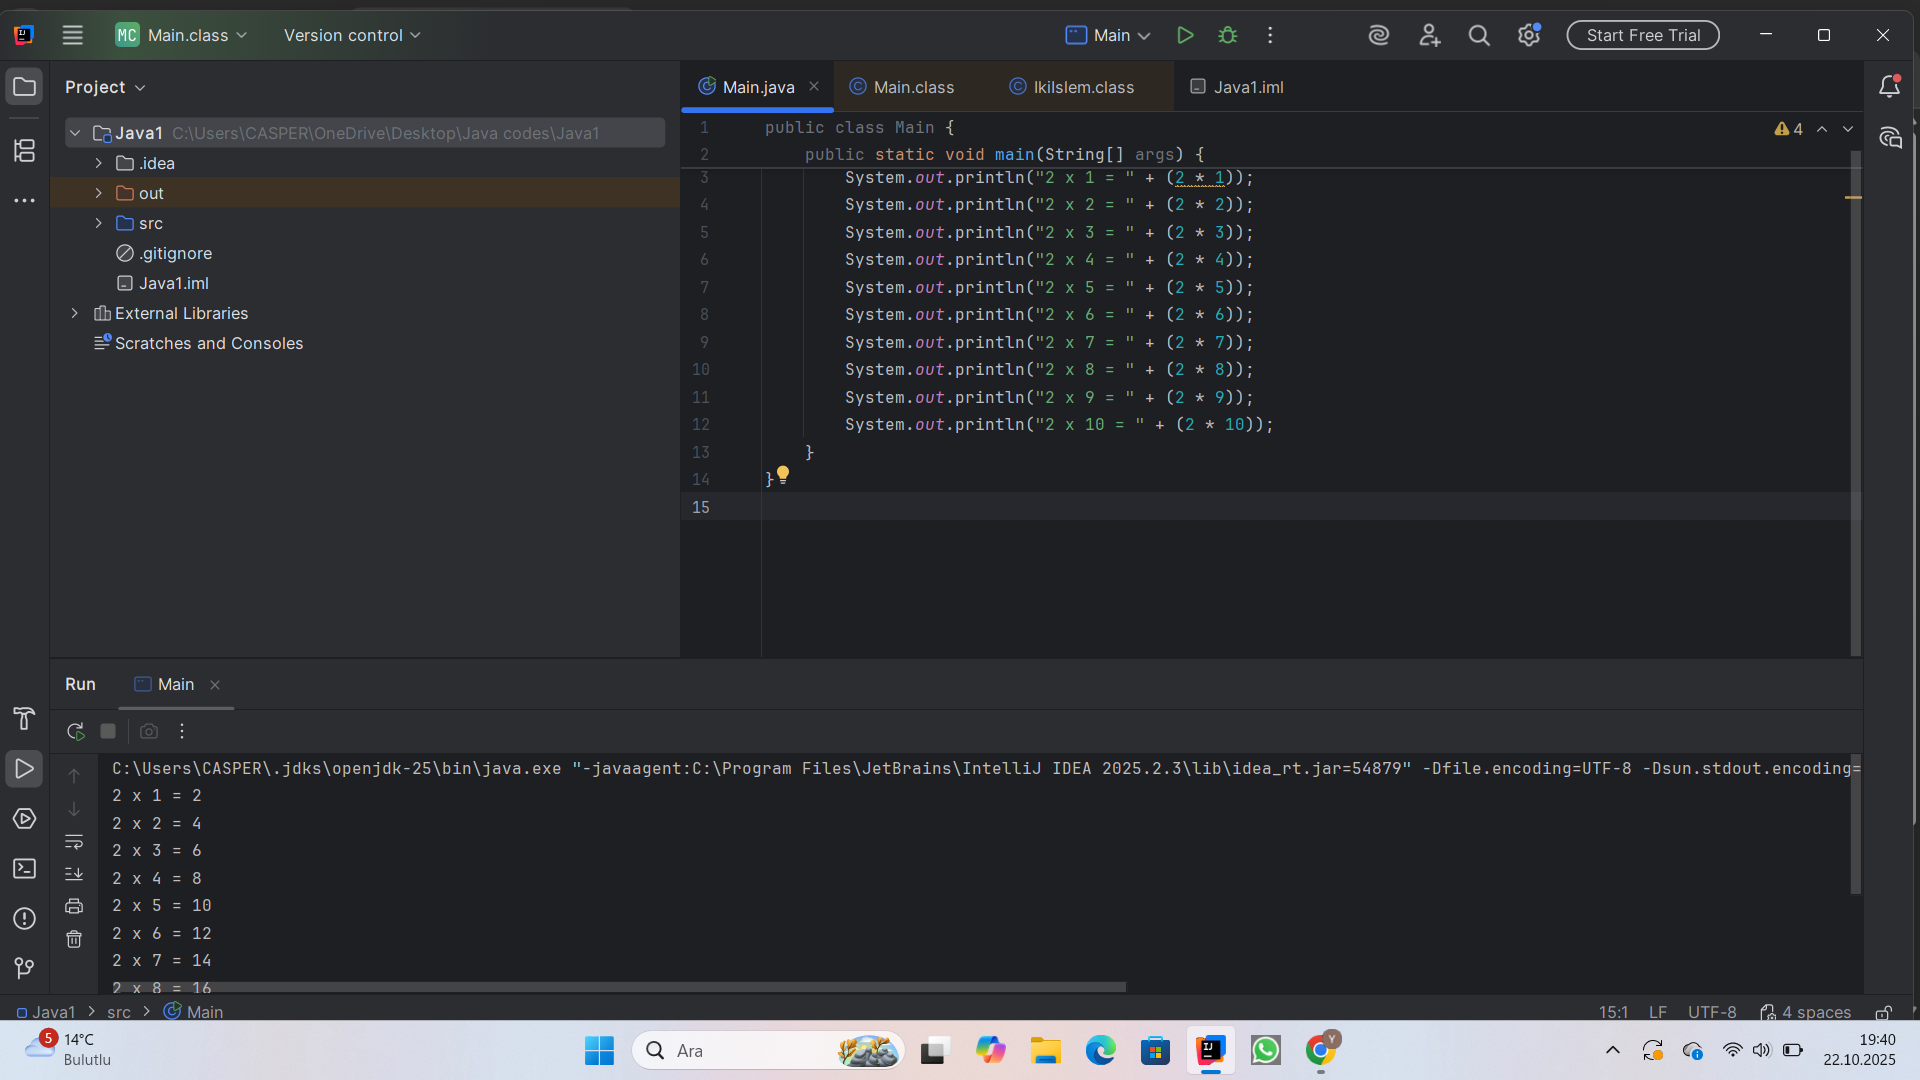 MC Main.class
Version control
Main
Start Free Trial
Project
Main.java
Main.class
IkiIslem.class
Java1.iml
Java1 C:\Users\CASPER\OneDrive\Desktop\Java codes\Java1
.idea
out
src
.gitignore
Java1.iml
External Libraries
Scratches and Consoles
4
1 public class Main {
2 public static void main(String[] args) {
3 System.out.println("2 x 1 = " + (2 * 1));
4 System.out.println("2 x 2 = " + (2 * 2));
5 System.out.println("2 x 3 = " + (2 * 3));
6 System.out.println("2 x 4 = " + (2 * 4));
7 System.out.println("2 x 5 = " + (2 * 5));
8 System.out.println("2 x 6 = " + (2 * 6));
9 System.out.println("2 x 7 = " + (2 * 7));
10 System.out.println("2 x 8 = " + (2 * 8));
11 System.out.println("2 x 9 = " + (2 * 9));
12 System.out.println("2 x 10 = " + (2 * 10));
13 }
14 }
15
Run
Main
C:\Users\CASPER\.jdks\openjdk-25\bin\java.exe "-javaagent:C:\Program Files\JetBrains\IntelliJ IDEA 2025.2.3\lib\idea_rt.jar=54879" -Dfile.encoding=UTF-8 -Dsun.stdout.encoding=
2 x 1 = 2
2 x 2 = 4
2 x 3 = 6
2 x 4 = 8
2 x 5 = 10
2 x 6 = 12
2 x 7 = 14
2 x 8 = 16
Java1 > src > Main
15:1 LF UTF-8 4 spaces
5
14°C
Bulutlu
Ara
Y
19:40
22.10.2025